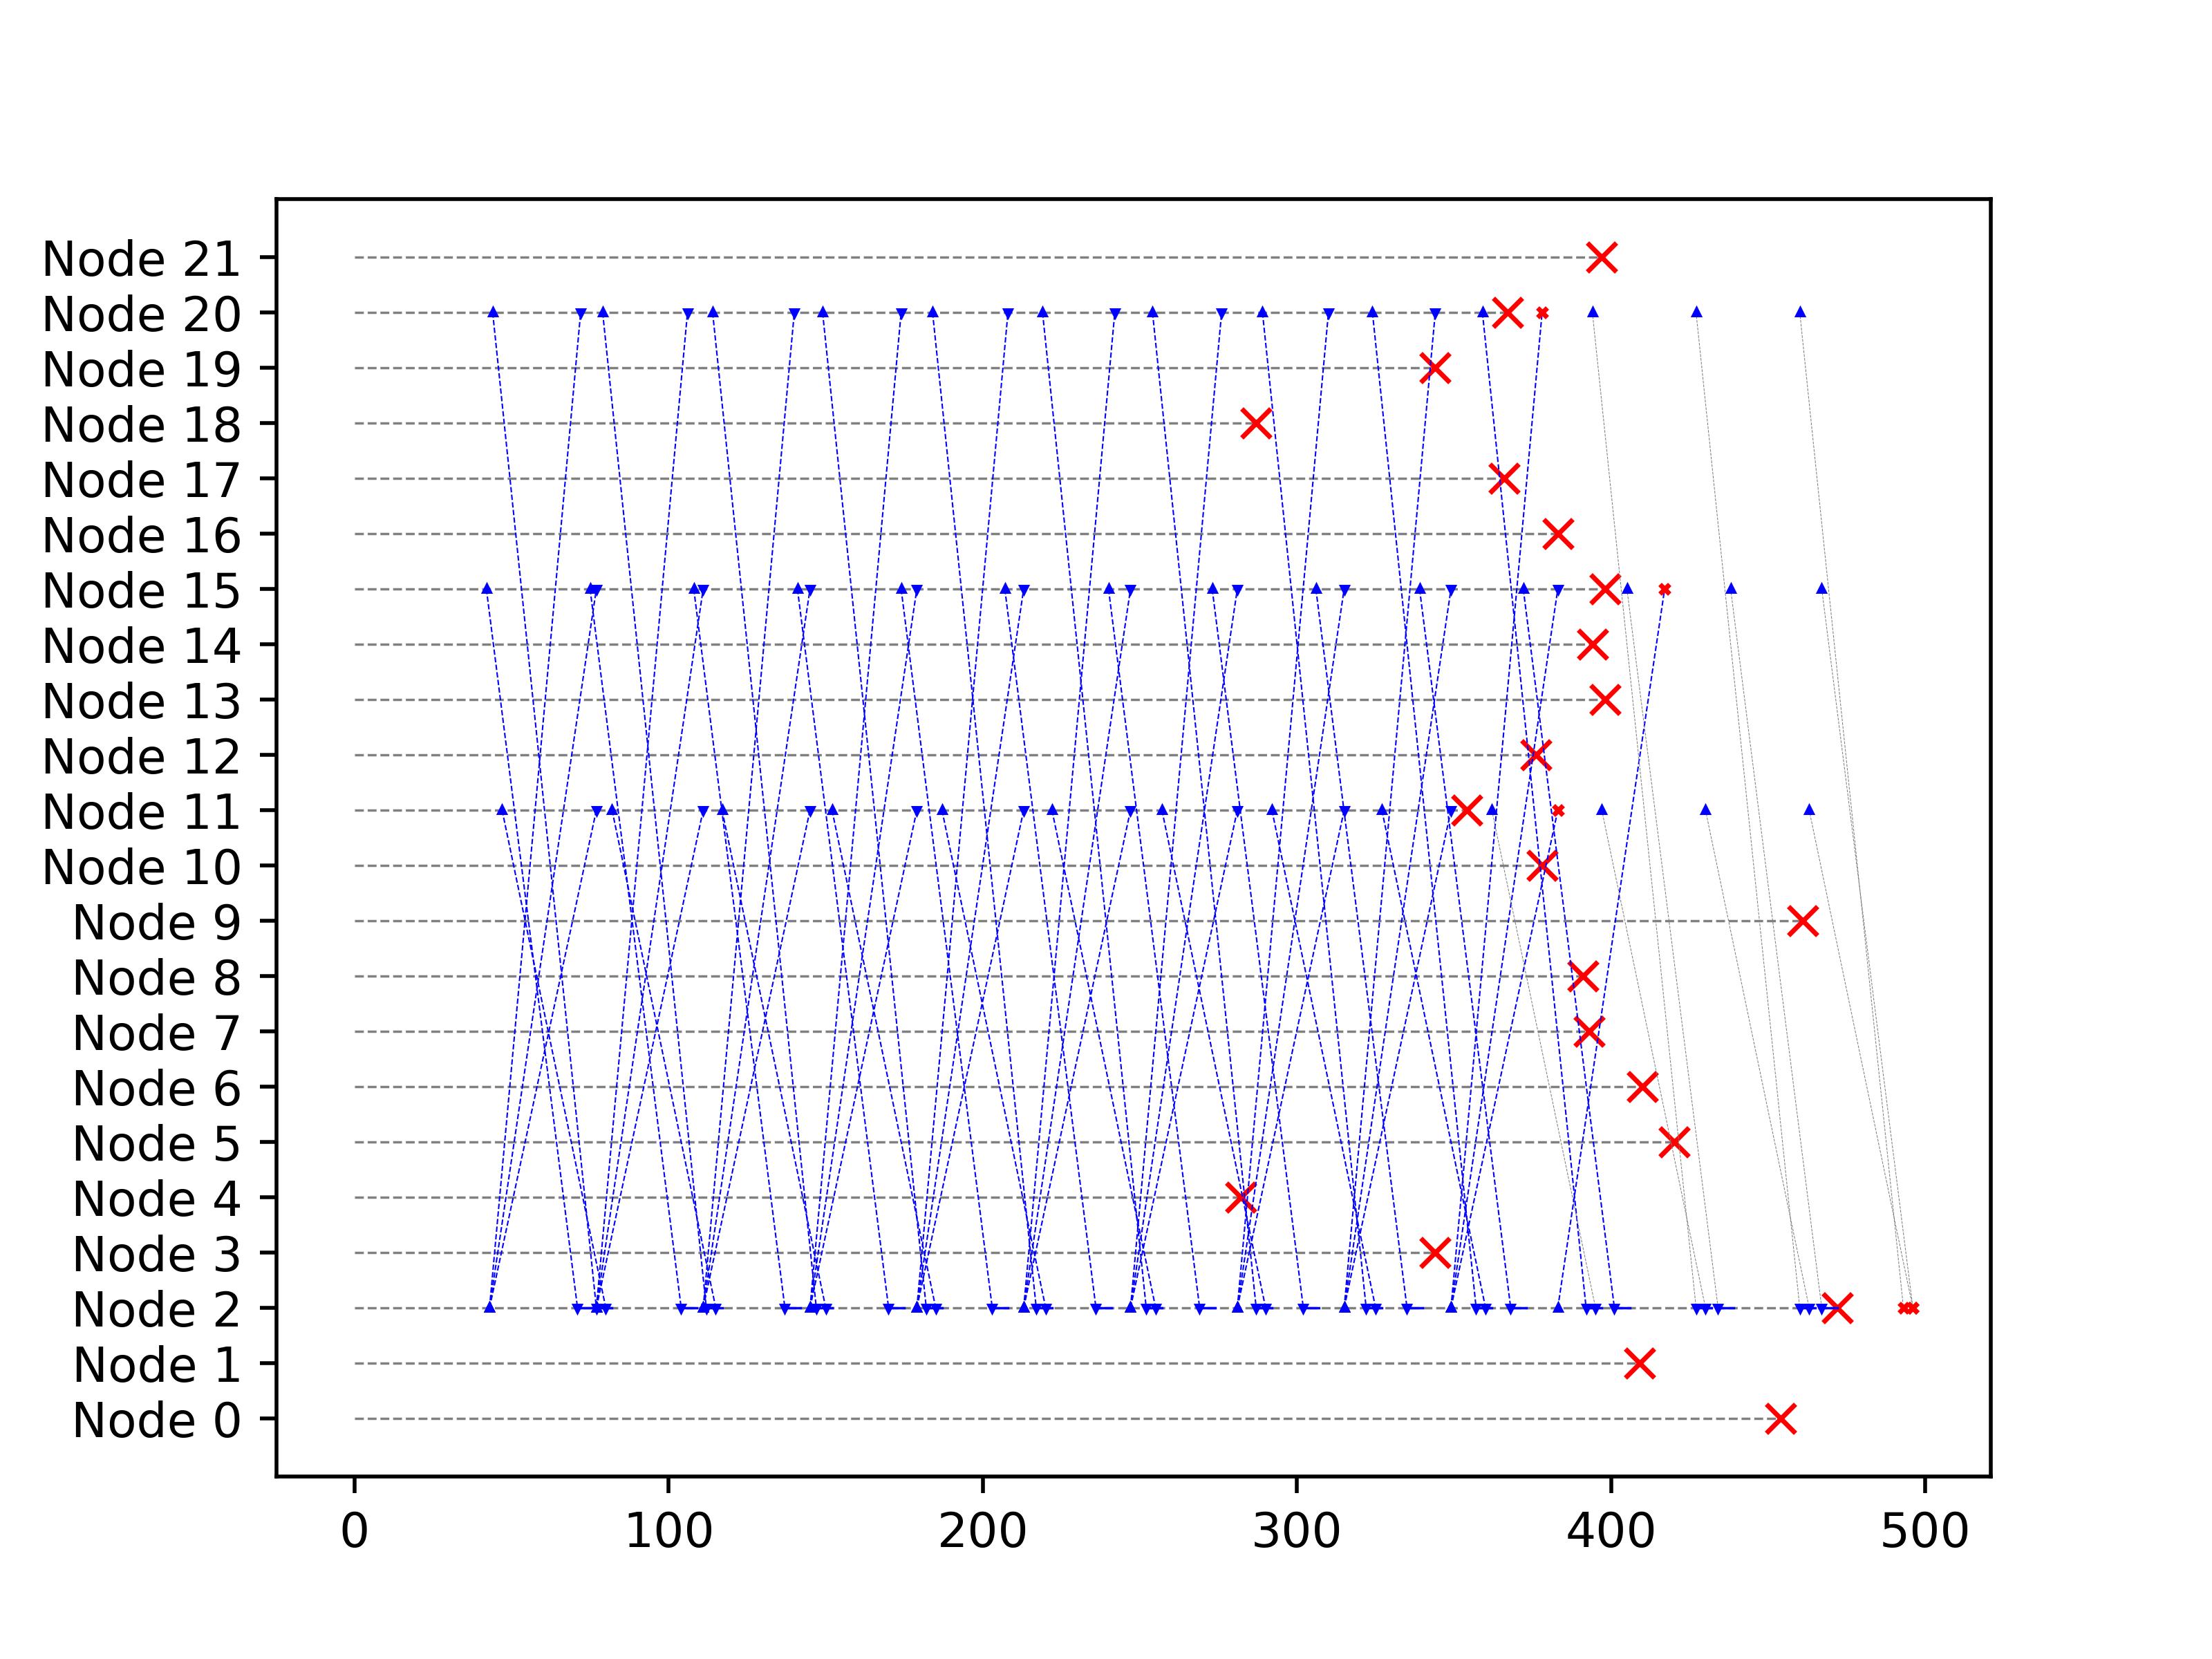 Node 21
Node 20
Node 19
Node 18
Node 17
Node 16
Node 15
Node 14
Node 13
Node 12
Node 11
Node 10
Node 9
Node 8
Node 7
Node 6
Node 5
Node 4
Node 3
Node 2
Node 1
Node 0
0 100 200 300 400 500